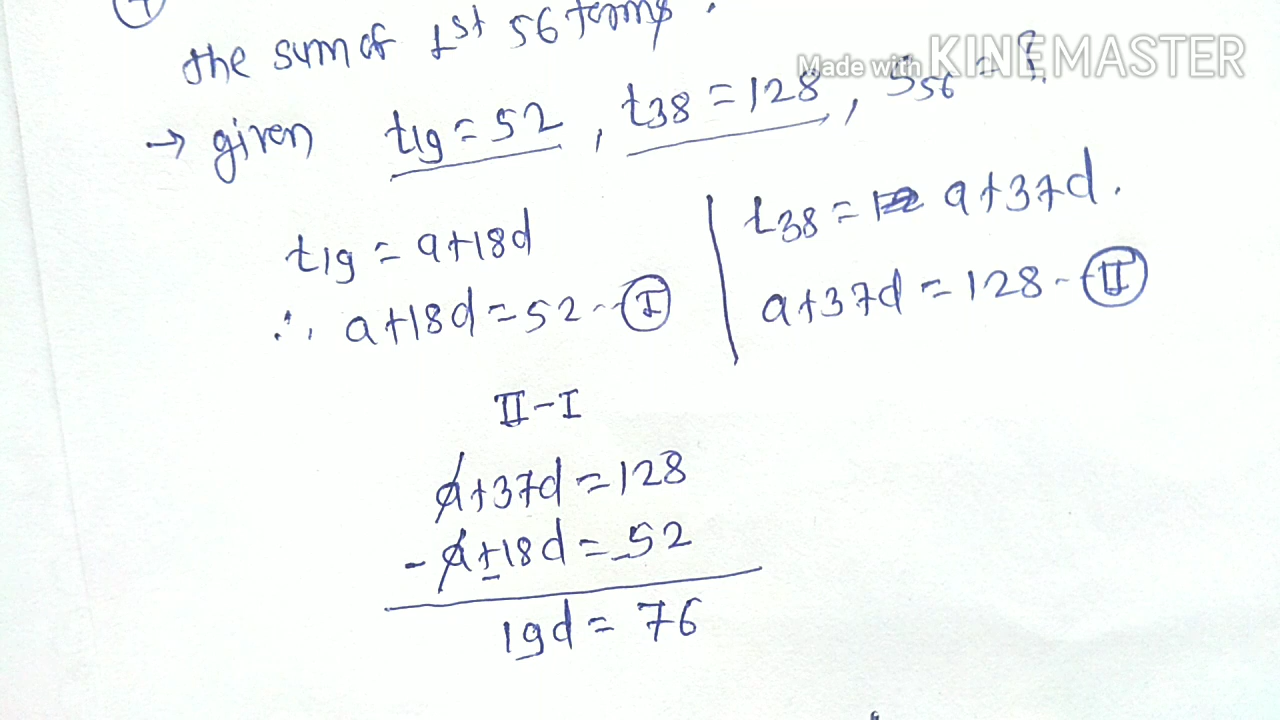 the sum of 1st 56 terms.
Made with KINEMASTER
→ given t19 = 52, t38 = 128, S56 = ?
t19 = a+18d
∴ a+18d = 52 -- I
t38 = a+37d.
a+37d = 128 -- II
II - I
a+37d = 128
- a+18d = 52
19d = 76